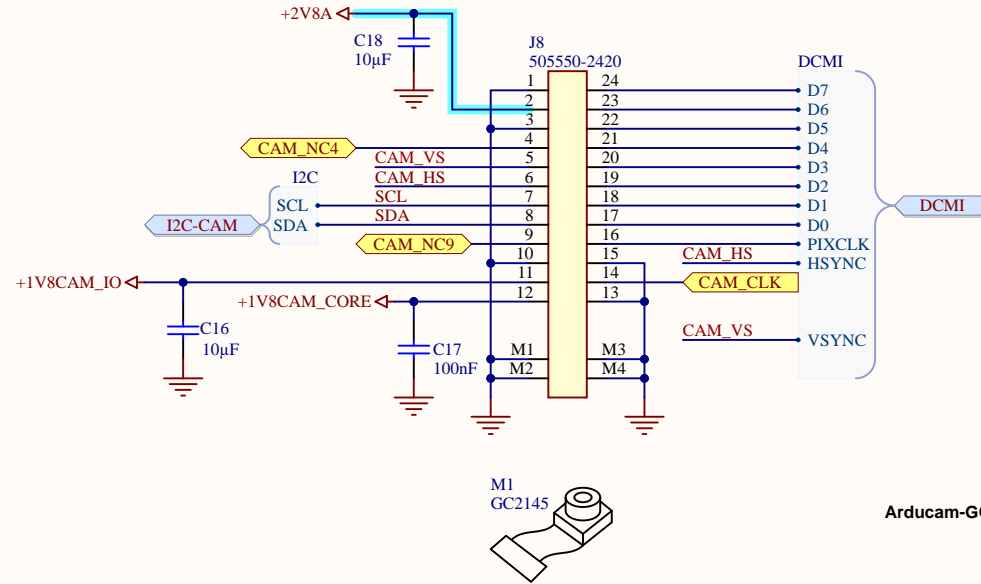 +2V8A
C18
10µF
J8
505550-2420
DCMI
1
24
D7
2
23
D6
3
22
D5
CAM_NC4
4
21
D4
CAM_VS
5
20
D3
CAM_HS
6
19
D2
I2C
SCL
SCL
7
18
D1
DCMI
I2C-CAM
SDA
SDA
8
17
D0
CAM_NC9
9
16
PIXCLK
10
15
CAM_HS
HSYNC
+1V8CAM_IO
11
14
CAM_CLK
+1V8CAM_CORE
12
13
C16
10µF
CAM_VS
VSYNC
C17
100nF
M1
M3
M2
M4
M1
GC2145
Arducam-GC